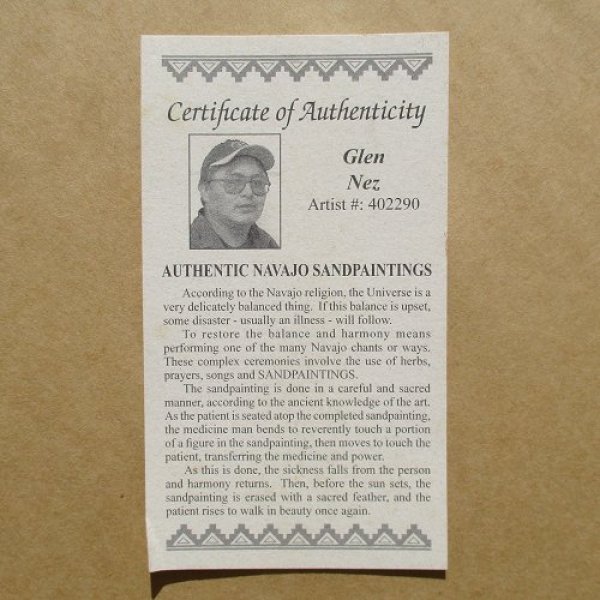 Certificate of Authenticity
Glen
Nez
Artist #: 402290
AUTHENTIC NAVAJO SANDPAINTINGS
According to the Navajo religion, the Universe is a
very delicately balanced thing. If this balance is upset,
some disaster - usually an illness - will follow.
To restore the balance and harmony means
performing one of the many Navajo chants or ways.
These complex ceremonies involve the use of herbs,
prayers, songs and SANDPAINTINGS.
The sandpainting is done in a careful and sacred
manner, according to the ancient knowledge of the art.
As the patient is seated atop the completed sandpainting,
the medicine man bends to reverently touch a portion
of a figure in the sandpainting, then moves to touch the
patient, transferring the medicine and power.
As this is done, the sickness falls from the person
and harmony returns. Then, before the sun sets, the
sandpainting is erased with a sacred feather, and the
patient rises to walk in beauty once again.